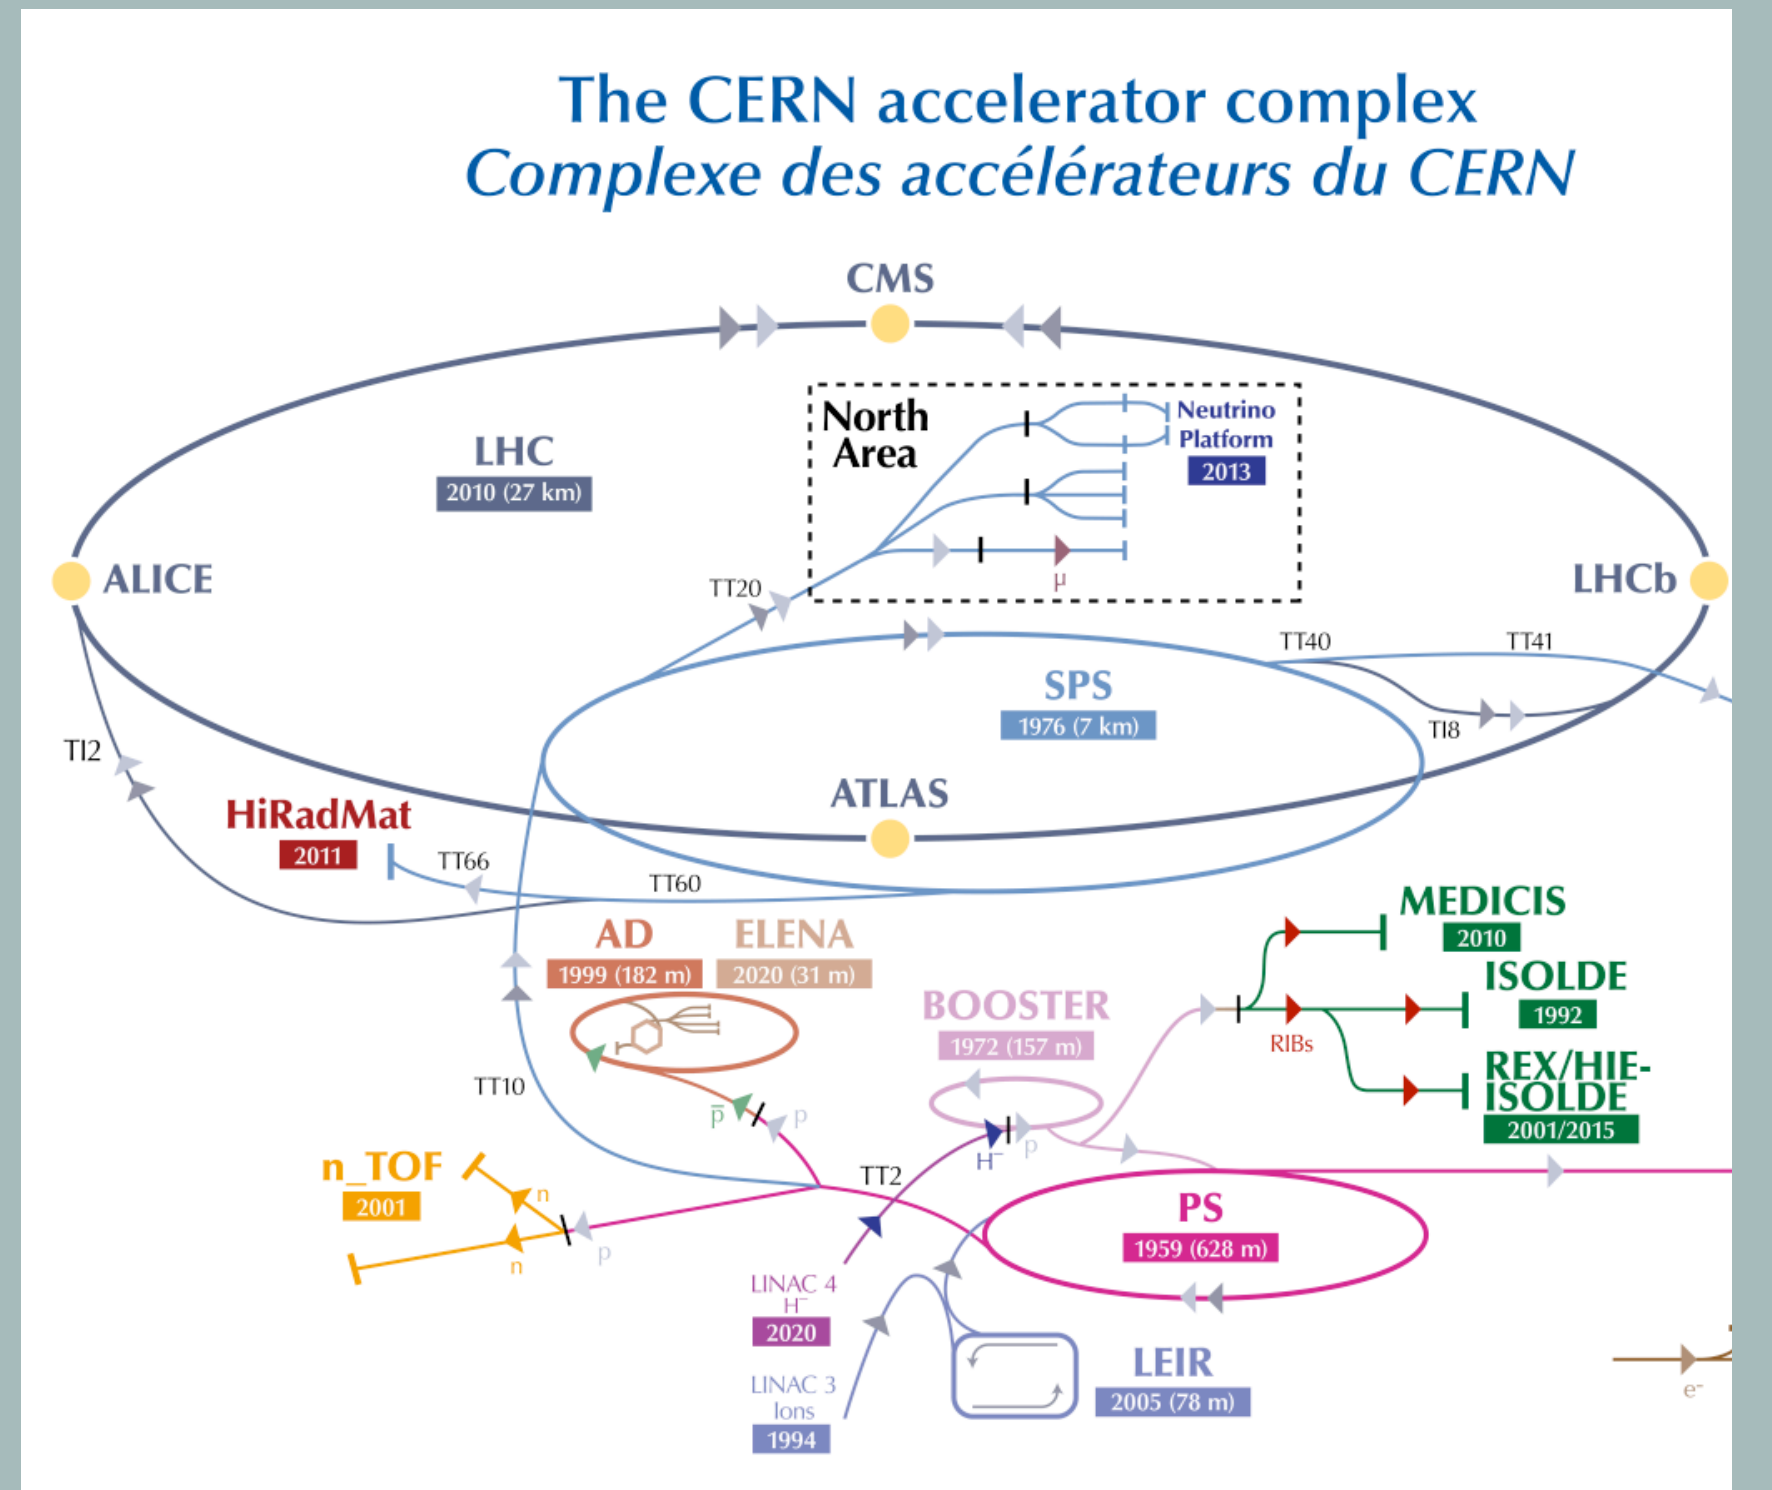 The CERN accelerator complex
Complexe des accélérateurs du CERN
CMS
North
Area
Neutrino
Platform
2013
LHC
2010 (27 km)
μ
ALICE
LHCb
TT20
TT40
TT41
SPS
1976 (7 km)
TI8
TI2
ATLAS
HiRadMat
2011
TT66
TT60
MEDICIS
2010
AD
1999 (182 m)
ELENA
2020 (31 m)
ISOLDE
1992
BOOSTER
1972 (157 m)
RIBs
REX/HIE-
ISOLDE
2001/2015
TT10
p̅
p
H⁻
p
n_TOF
2001
n
n
p
TT2
PS
1959 (628 m)
LINAC 4
H⁻
2020
LINAC 3
Ions
1994
LEIR
2005 (78 m)
e⁻